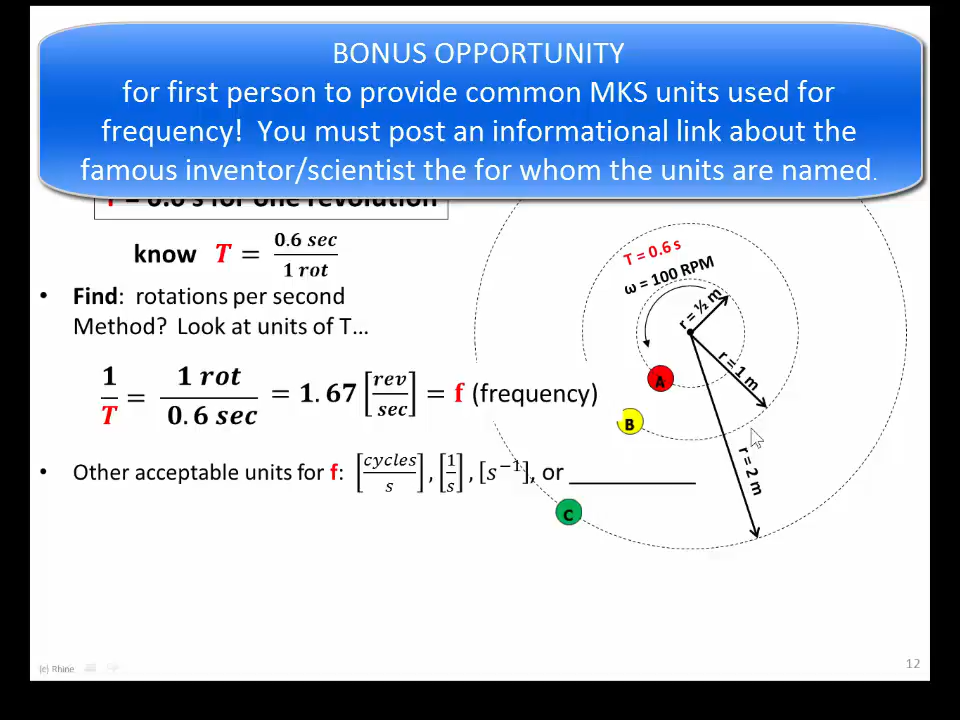 BONUS OPPORTUNITY
for first person to provide common MKS units used for
frequency! You must post an informational link about the
famous inventor/scientist the for whom the units are named.
T = 0.6 s for one revolution
know T = 0.6 sec / 1 rot
• Find: rotations per second
Method? Look at units of T...
1/T = 1 rot / 0.6 sec = 1.67 [rev/sec] = f (frequency)
• Other acceptable units for f: [cycles/s], [1/s], [s⁻¹], or __________
T = 0.6 s
ω = 100 RPM
r = ½ m
r = 1 m
r = 2 m
A
B
C
(c) Rhine
12